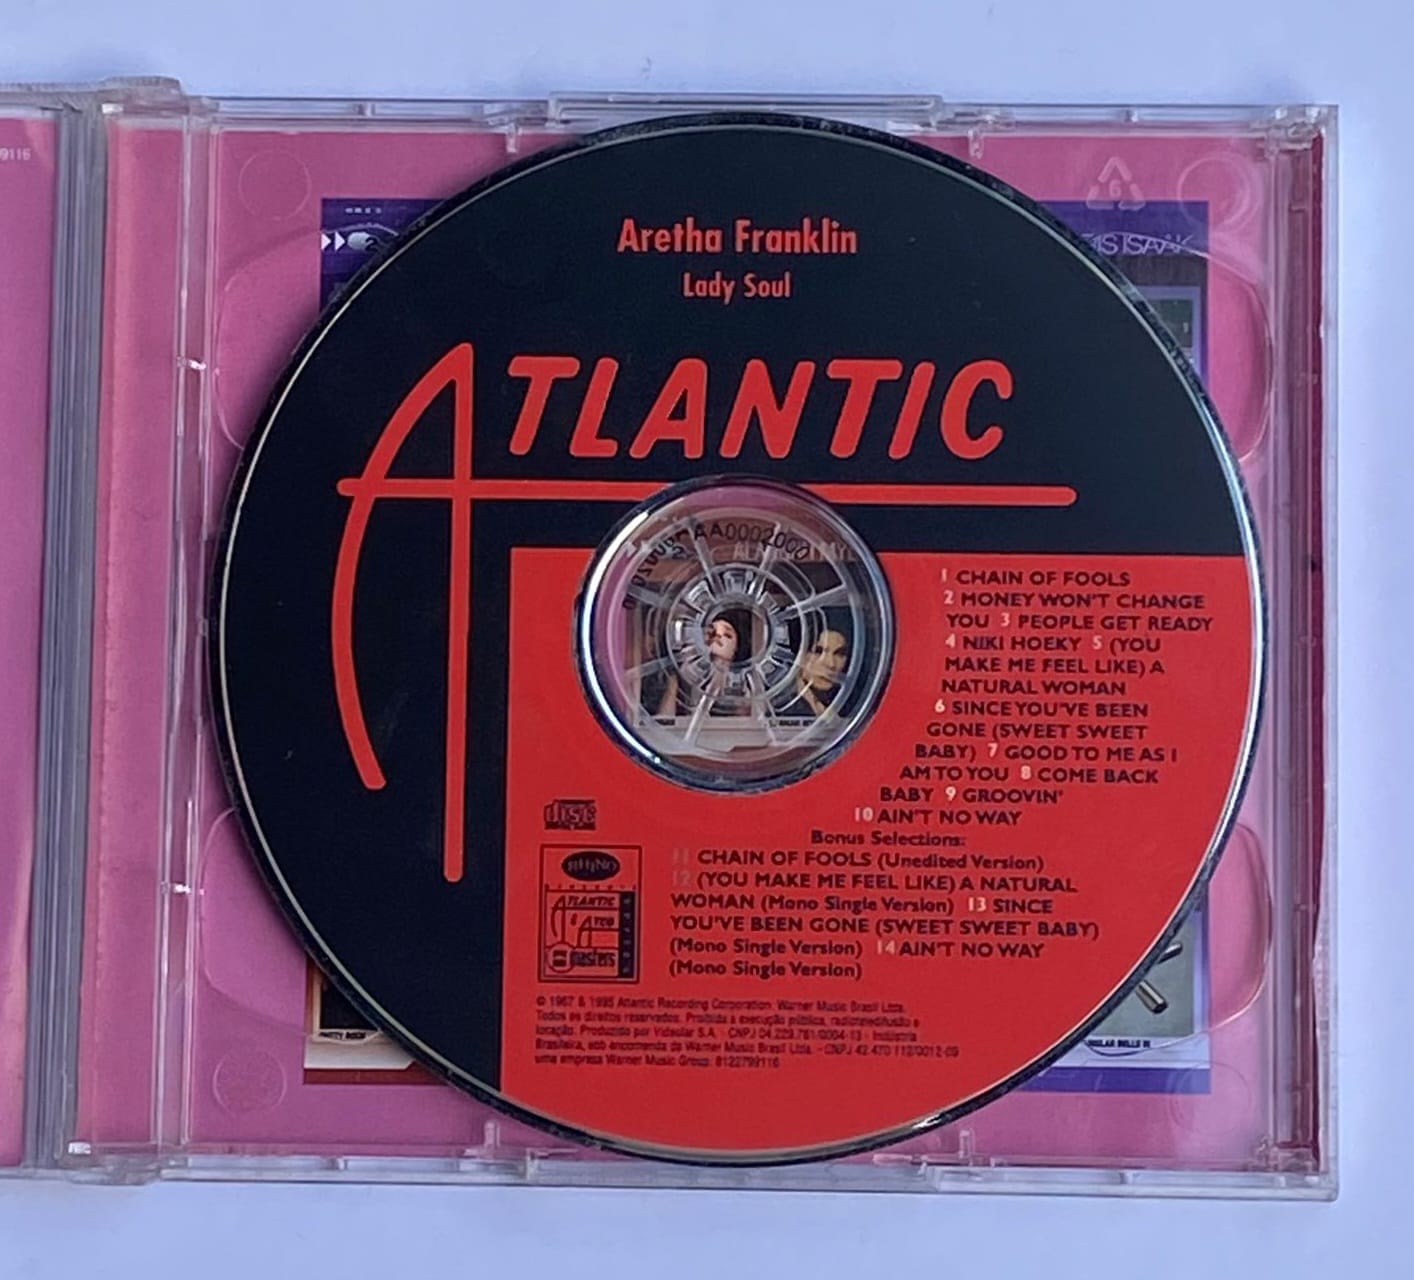 9116
Aretha Franklin
Lady Soul
ATLANTIC
AA0002000
1 CHAIN OF FOOLS
2 MONEY WON'T CHANGE
YOU 3 PEOPLE GET READY
4 NIKI HOEKY 5 (YOU
MAKE ME FEEL LIKE) A
NATURAL WOMAN
6 SINCE YOU'VE BEEN
GONE (SWEET SWEET
BABY) 7 GOOD TO ME AS I
AM TO YOU 8 COME BACK
BABY 9 GROOVIN'
10 AIN'T NO WAY
Bonus Selections:
11 CHAIN OF FOOLS (Unedited Version)
12 (YOU MAKE ME FEEL LIKE) A NATURAL
WOMAN (Mono Single Version) 13 SINCE
YOU'VE BEEN GONE (SWEET SWEET BABY)
(Mono Single Version) 14 AIN'T NO WAY
(Mono Single Version)
disc
RHINO
ATLANTIC
& ATCO
masters
© 1967 & 1995 Atlantic Recording Corporation. Warner Music Brasil Ltda.
Todos os direitos reservados. Proibida a execução pública, radioteledifusão e
locação. Produzido por Videolar S.A. - CNPJ 04.229.761/0004-13 - Indústria
Brasileira, sob encomenda de Warner Music Brasil Ltda. - CNPJ 42.470.112/0012-09
uma empresa Warner Music Group. 8122799116